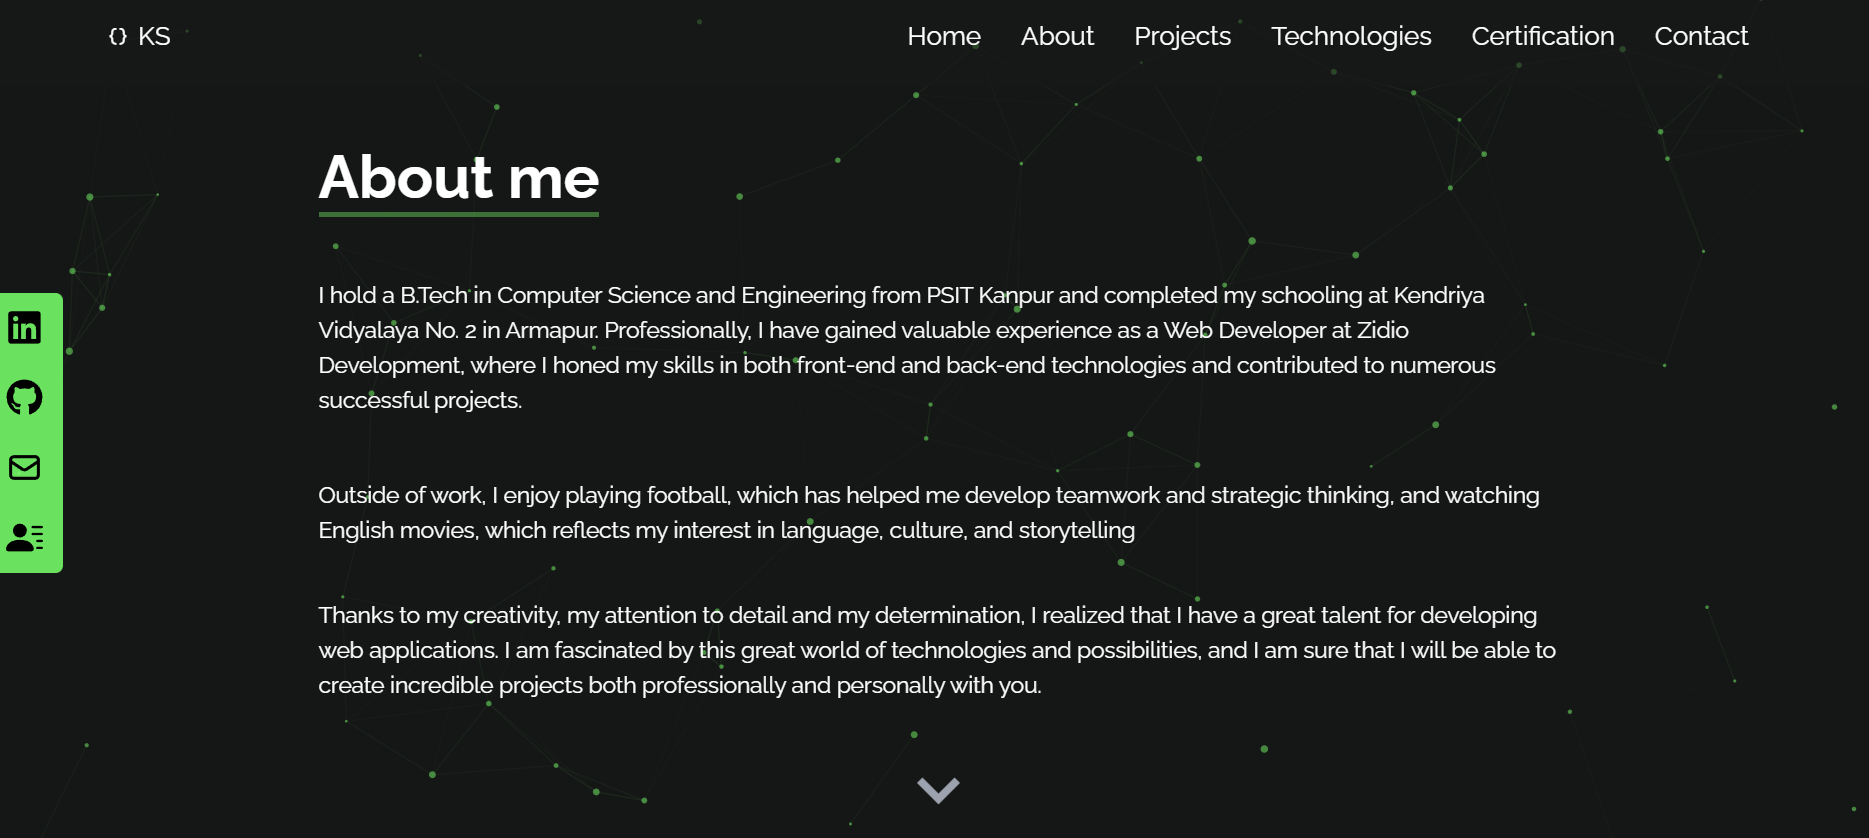 {} KS
Home About Projects Technologies Certification Contact
About me
I hold a B.Tech in Computer Science and Engineering from PSIT Kanpur and completed my schooling at Kendriya
Vidyalaya No. 2 in Armapur. Professionally, I have gained valuable experience as a Web Developer at Zidio
Development, where I honed my skills in both front-end and back-end technologies and contributed to numerous
successful projects.
Outside of work, I enjoy playing football, which has helped me develop teamwork and strategic thinking, and watching
English movies, which reflects my interest in language, culture, and storytelling
Thanks to my creativity, my attention to detail and my determination, I realized that I have a great talent for developing
web applications. I am fascinated by this great world of technologies and possibilities, and I am sure that I will be able to
create incredible projects both professionally and personally with you.
in